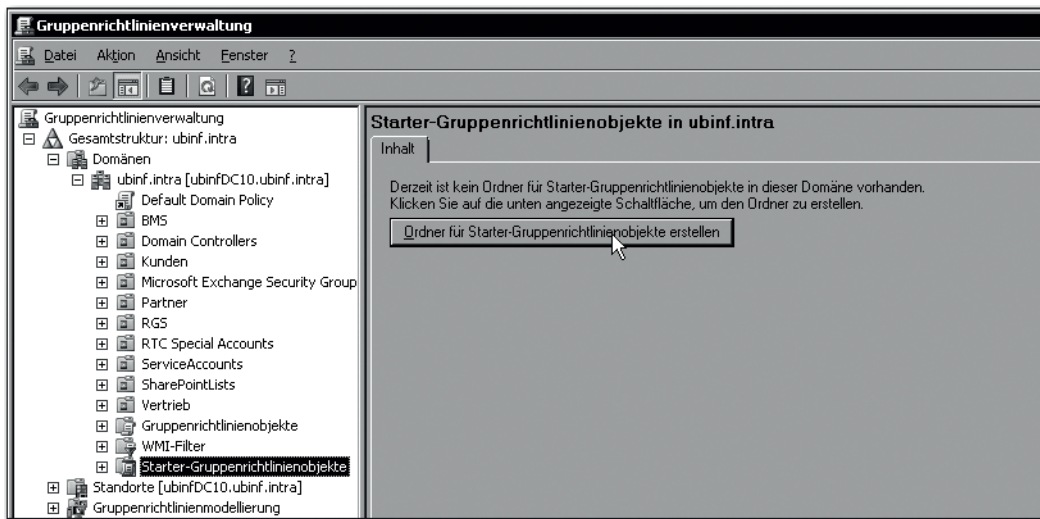 Gruppenrichtlinienverwaltung
Datei Aktion Ansicht Fenster ?
Gruppenrichtlinienverwaltung
Gesamtstruktur: ubinf.intra
Domänen
ubinf.intra [ubinfDC10.ubinf.intra]
Default Domain Policy
BMS
Domain Controllers
Kunden
Microsoft Exchange Security Group
Partner
RGS
RTC Special Accounts
ServiceAccounts
SharePointLists
Vertrieb
Gruppenrichtlinienobjekte
WMI-Filter
Starter-Gruppenrichtlinienobjekte
Standorte [ubinfDC10.ubinf.intra]
Gruppenrichtlinienmodellierung
Starter-Gruppenrichtlinienobjekte in ubinf.intra
Inhalt
Derzeit ist kein Ordner für Starter-Gruppenrichtlinienobjekte in dieser Domäne vorhanden.
Klicken Sie auf die unten angezeigte Schaltfläche, um den Ordner zu erstellen.
Ordner für Starter-Gruppenrichtlinienobjekte erstellen